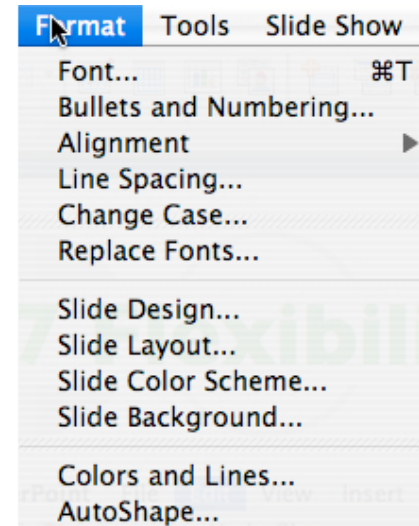 Format Tools Slide Show
Font... ⌘T
Bullets and Numbering...
Alignment ▶
Line Spacing...
Change Case...
Replace Fonts...
Slide Design...
Slide Layout...
Slide Color Scheme...
Slide Background...
Colors and Lines...
AutoShape...